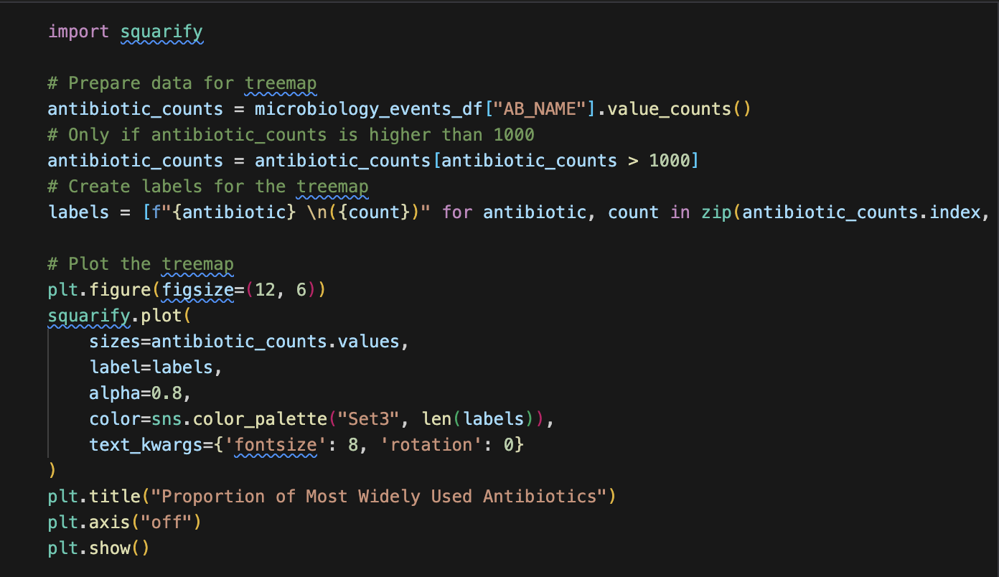 import squarify
# Prepare data for treemap
antibiotic_counts = microbiology_events_df["AB_NAME"].value_counts()
# Only if antibiotic_counts is higher than 1000
antibiotic_counts = antibiotic_counts[antibiotic_counts > 1000]
# Create labels for the treemap
labels = [f"{antibiotic} \n({count})" for antibiotic, count in zip(antibiotic_counts.index,
# Plot the treemap
plt.figure(figsize=(12, 6))
squarify.plot(
    sizes=antibiotic_counts.values,
    label=labels,
    alpha=0.8,
    color=sns.color_palette("Set3", len(labels)),
    text_kwargs={'fontsize': 8, 'rotation': 0}
)
plt.title("Proportion of Most Widely Used Antibiotics")
plt.axis("off")
plt.show()